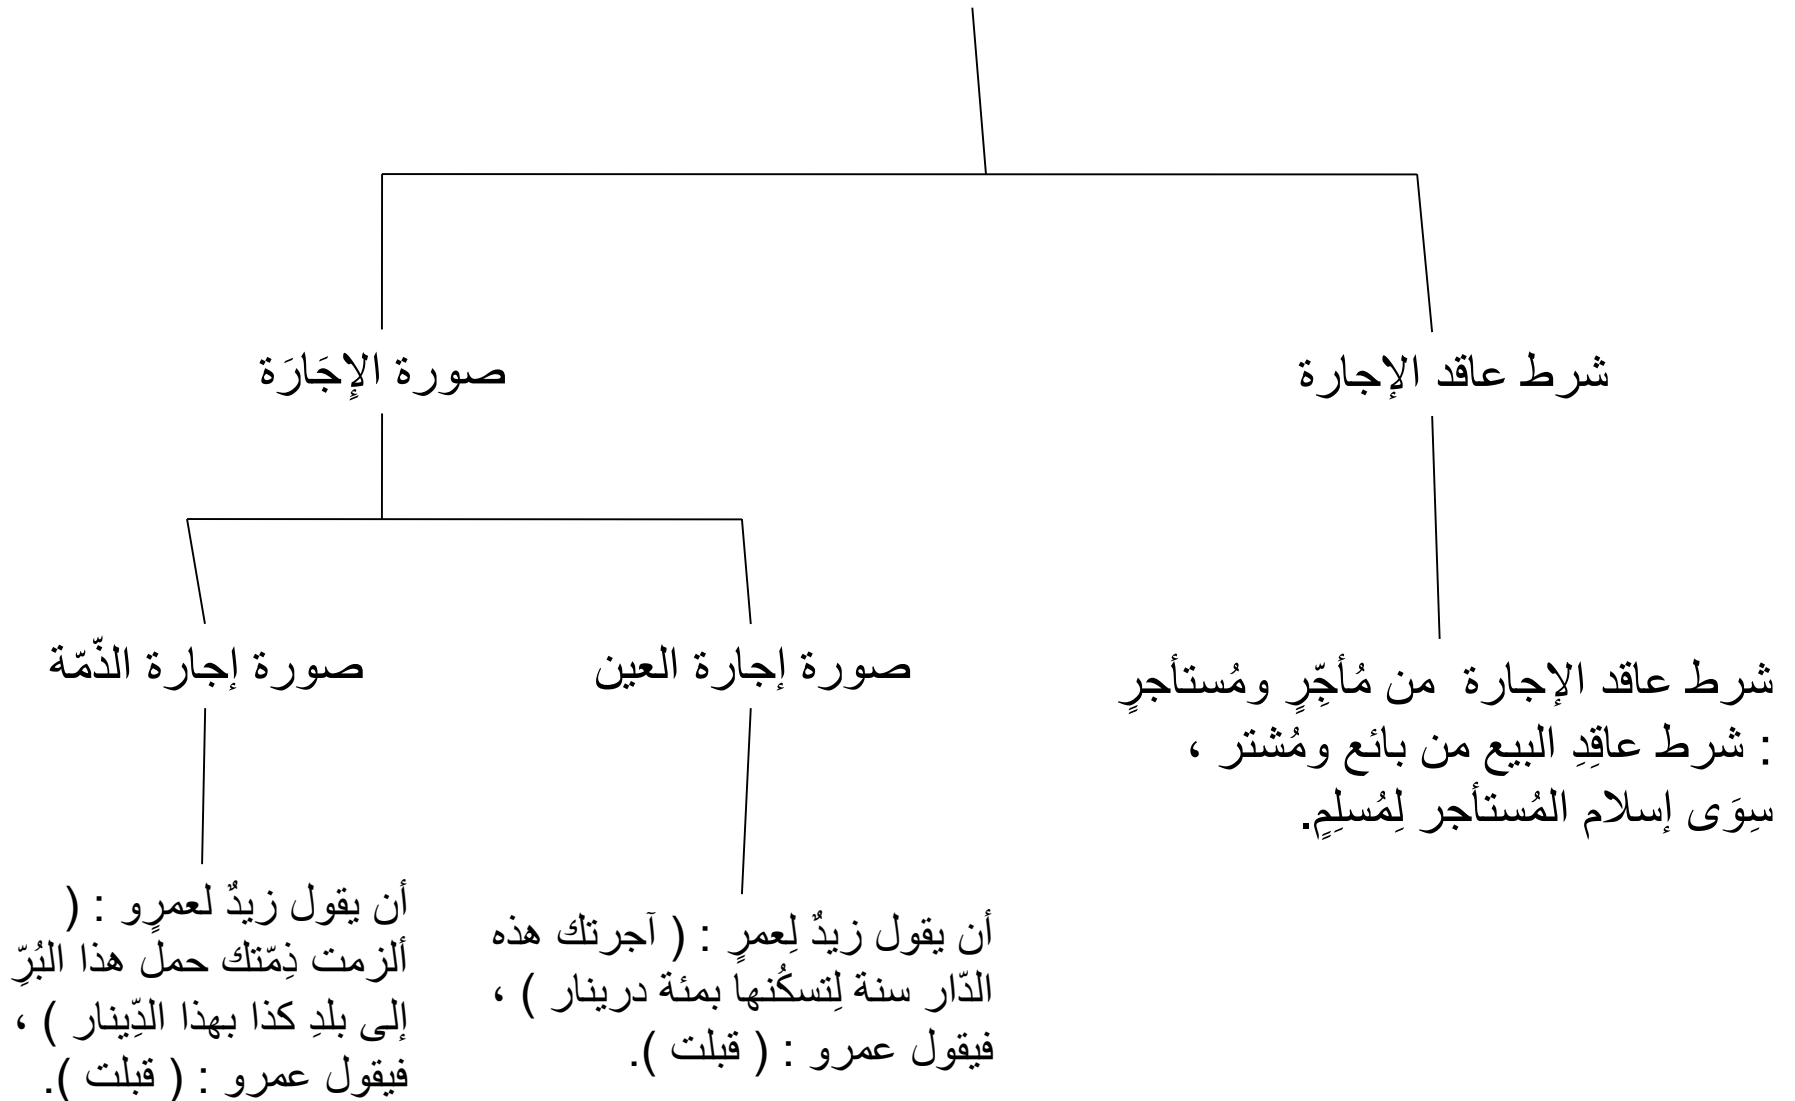 شرط عاقد الإجارة
صورة الإِجَارَة
شرط عاقد الإجارة من مُأجِّرٍ ومُستأجرٍ
: شرط عاقِدِ البيع من بائع ومُشتر ،
سِوَى إسلام المُستأجر لِمُسلِمٍ.
صورة إجارة العين
صورة إجارة الذّمّة
أن يقول زيدٌ لِعمرٍ : ( آجرتك هذه
الدّار سنة لِتسكُنها بمئة درينار ) ،
فيقول عمرو : ( قبلت ).
أن يقول زيدٌ لعمرٍو : (
ألزمت ذِمّتك حمل هذا البُرِّ
إلى بلدِ كذا بهذا الدِّينار ) ،
فيقول عمرو : ( قبلت ).